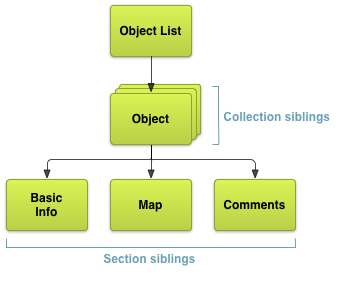 Object List
Object
Collection siblings
Basic
Info
Map
Comments
Section siblings